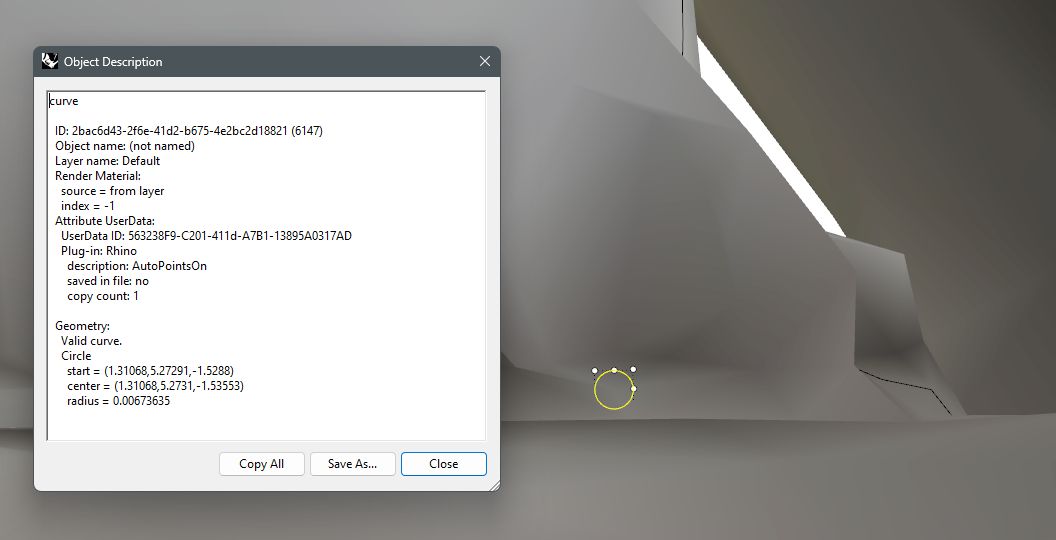 Object Description
curve
ID: 2bac6d43-2f6e-41d2-b675-4e2bc2d18821 (6147)
Object name: (not named)
Layer name: Default
Render Material:
source = from layer
index = -1
Attribute UserData:
UserData ID: 563238F9-C201-411d-A7B1-13895A0317AD
Plug-in: Rhino
description: AutoPointsOn
saved in file: no
copy count: 1
Geometry:
Valid curve.
Circle
start = (1.31068,5.27291,-1.5288)
center = (1.31068,5.2731,-1.53553)
radius = 0.00673635
Copy All
Save As...
Close